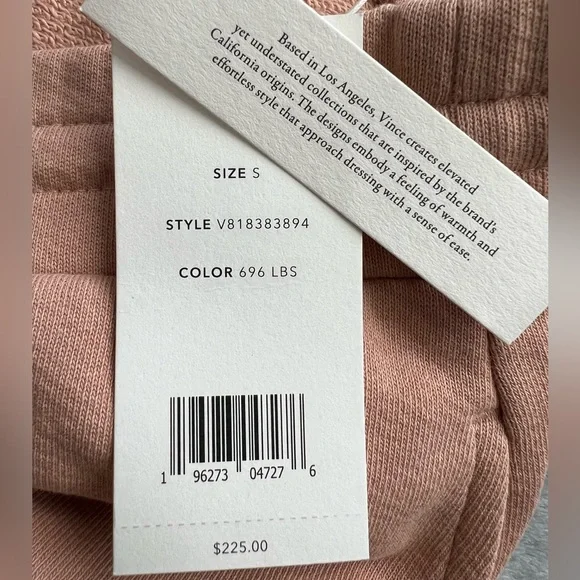 Based in Los Angeles, Vince creates elevated
yet understated collections that are inspired by the brand's
California origins. The designs embody a feeling of warmth and
effortless style that approach dressing with a sense of ease.
SIZE S
STYLE V818383894
COLOR 696 LBS
1 96273 04727 6
$225.00